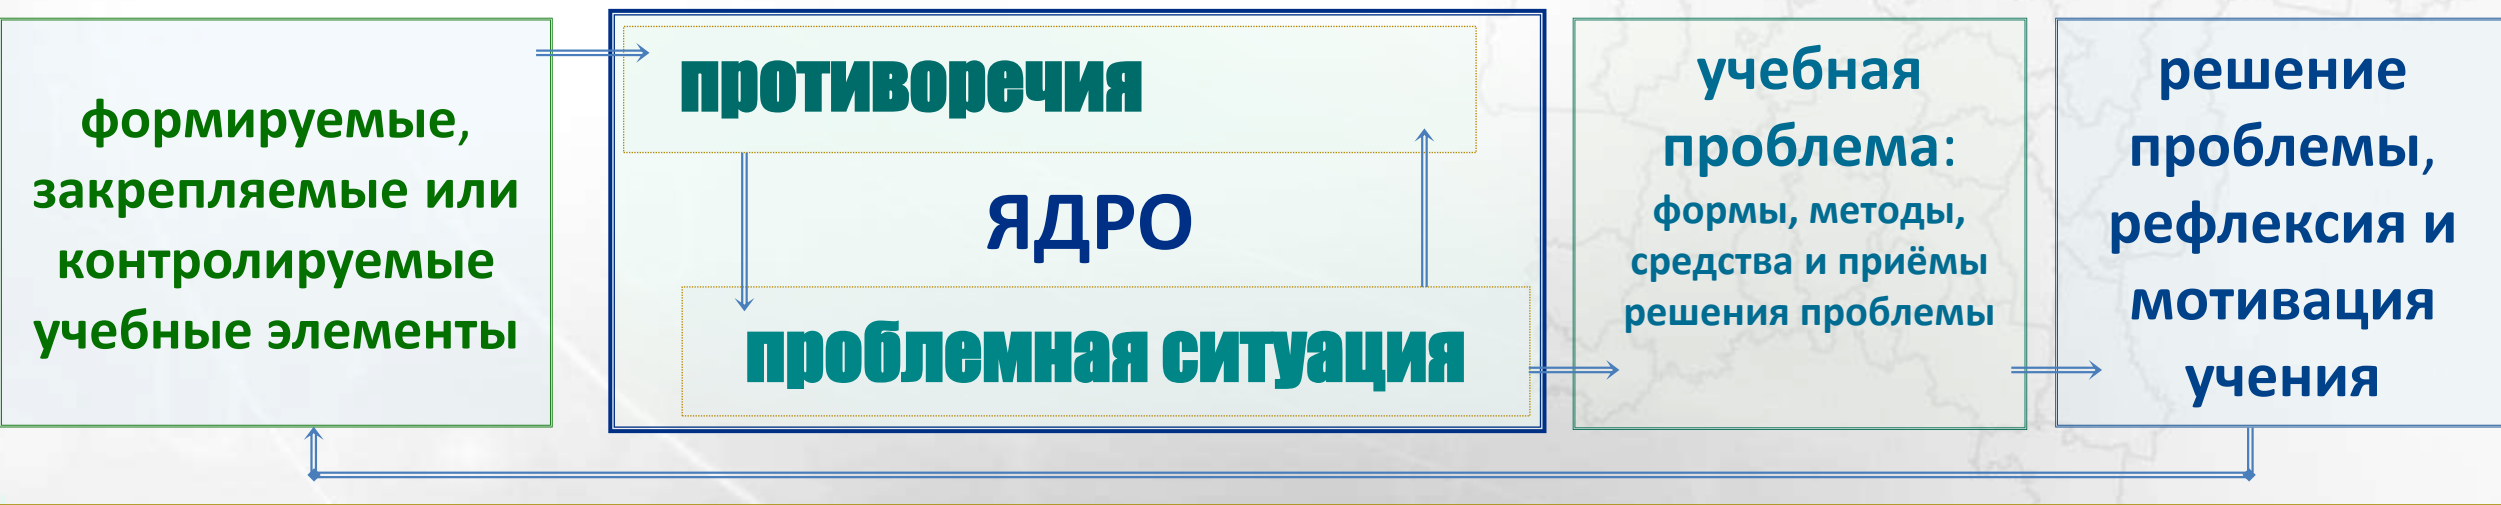 формируемые,
закрепляемые или
контролируемые
учебные элементы
противоречия
ЯДРО
проблемная ситуация
учебная
проблема:
формы, методы,
средства и приёмы
решения проблемы
решение
проблемы,
рефлексия и
мотивация
учения